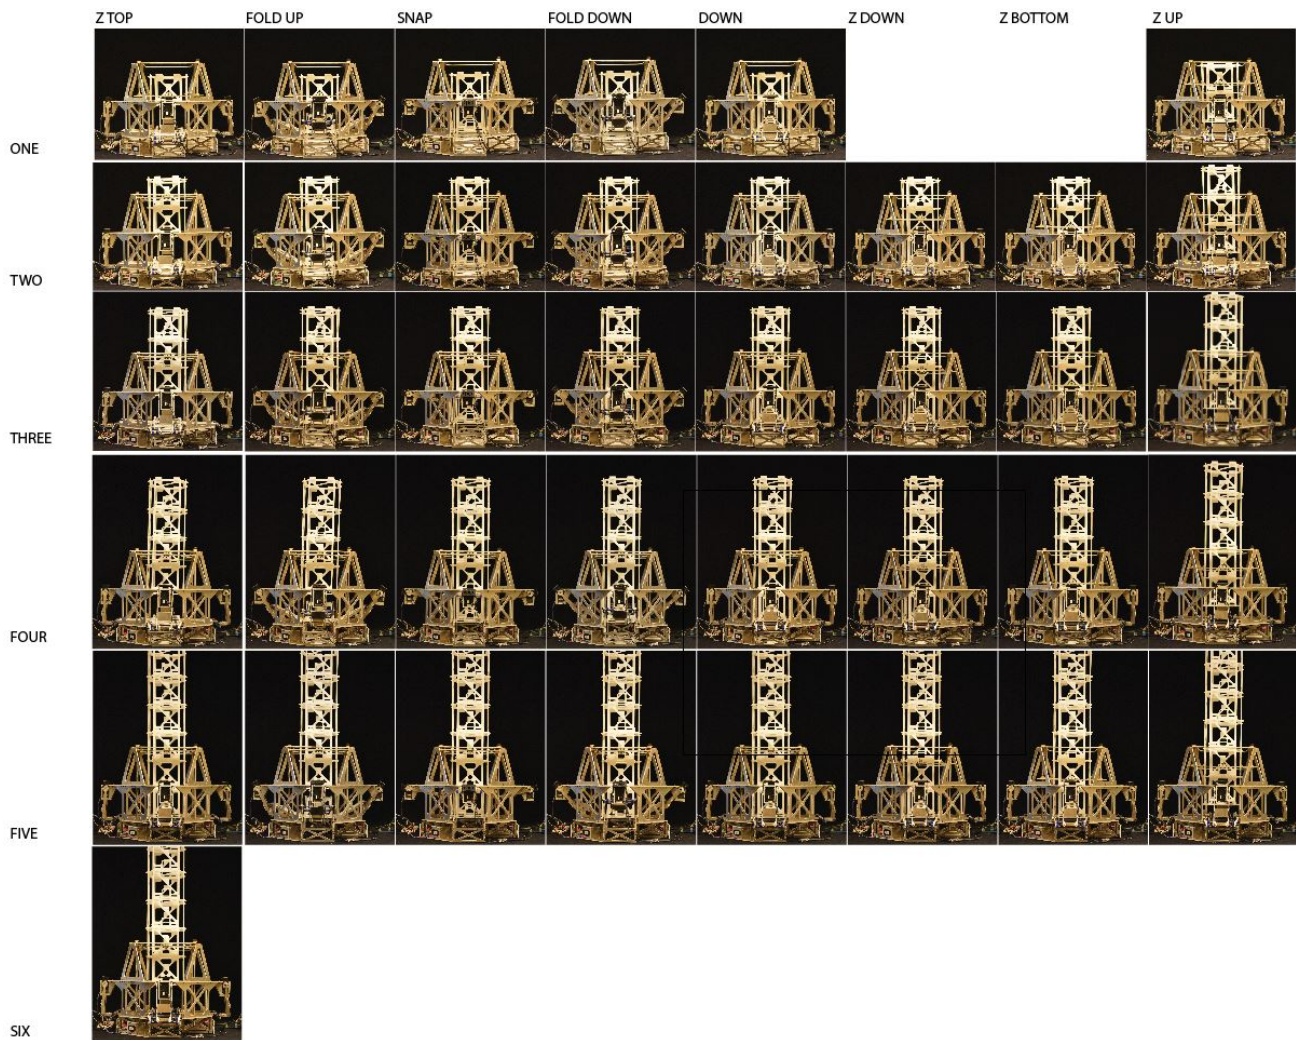 Z TOP FOLD UP SNAP FOLD DOWN DOWN Z DOWN Z BOTTOM Z UP
ONE
TWO
THREE
FOUR
FIVE
SIX